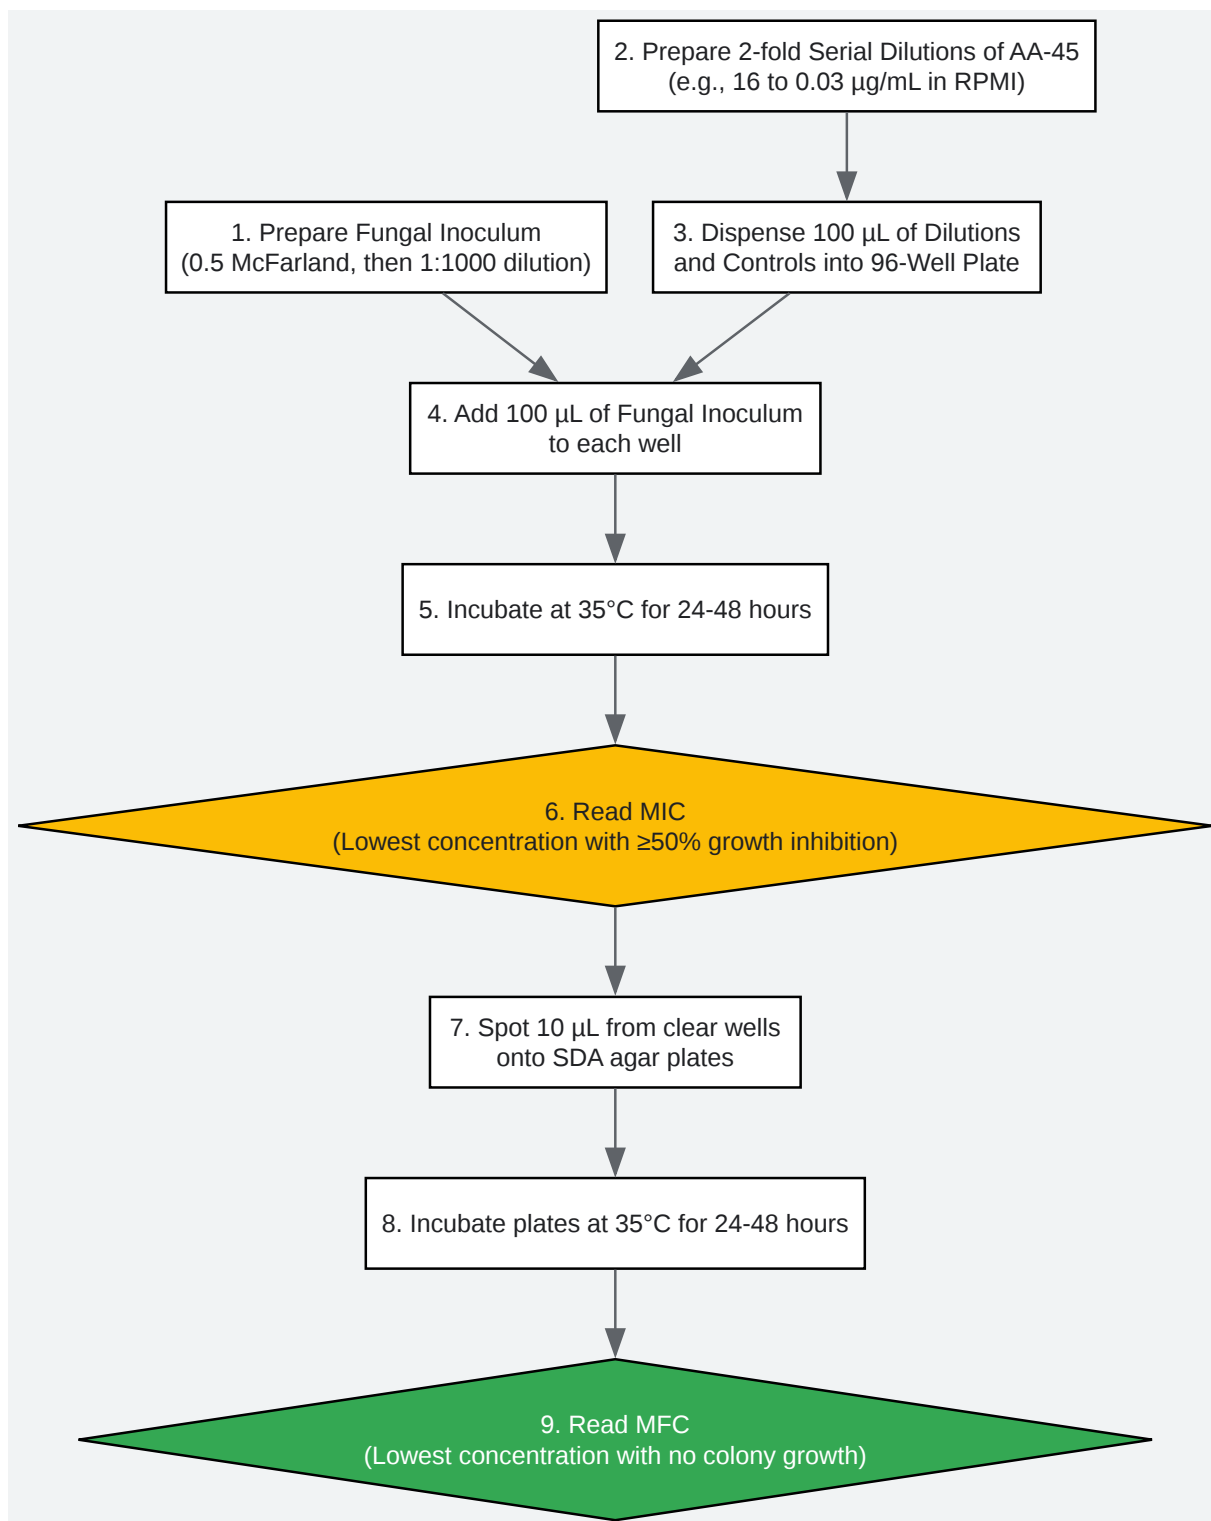 2. Prepare 2-fold Serial Dilutions of AA-45
(e.g., 16 to 0.03 µg/mL in RPMI)
1. Prepare Fungal Inoculum
(0.5 McFarland, then 1:1000 dilution)
3. Dispense 100 µL of Dilutions
and Controls into 96-Well Plate
4. Add 100 µL of Fungal Inoculum
to each well
5. Incubate at 35°C for 24-48 hours
6. Read MIC
(Lowest concentration with ≥50% growth inhibition)
7. Spot 10 µL from clear wells
onto SDA agar plates
8. Incubate plates at 35°C for 24-48 hours
9. Read MFC
(Lowest concentration with no colony growth)